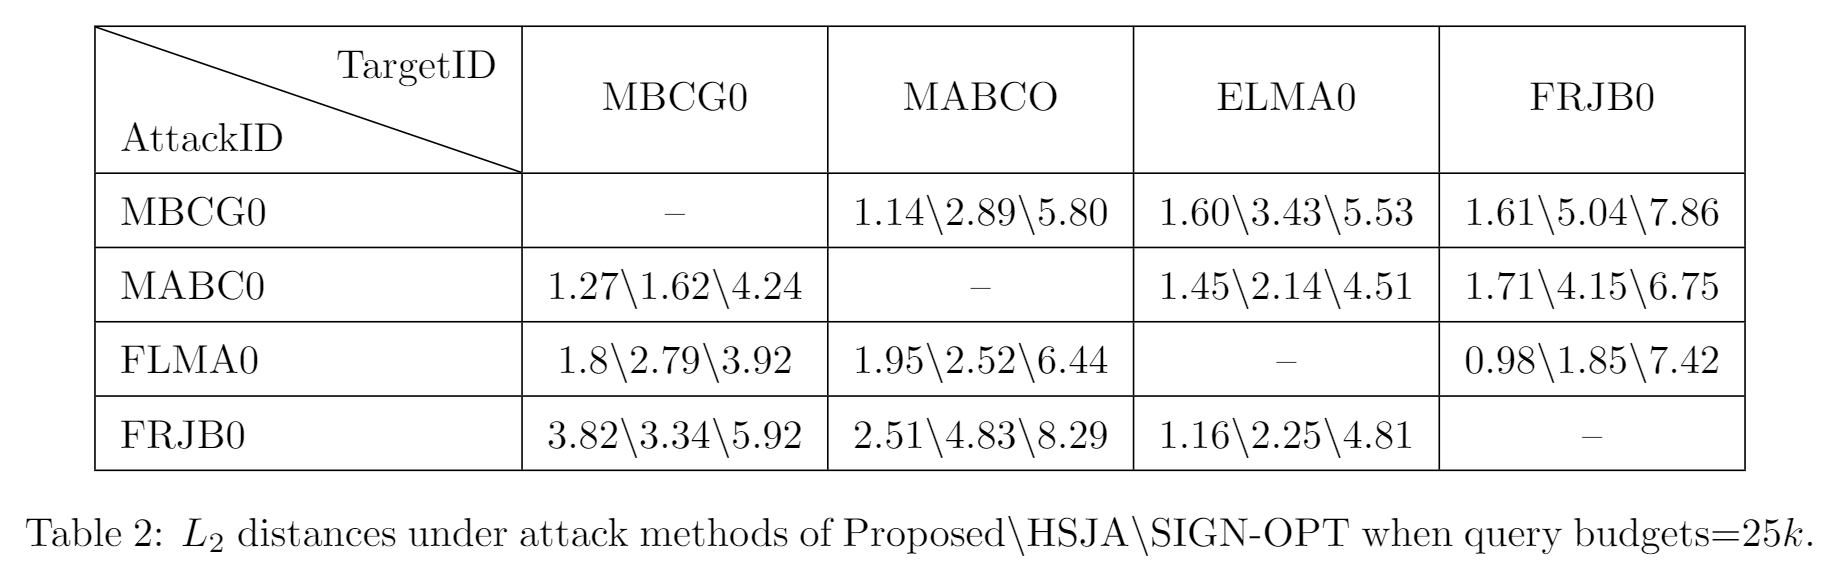 TargetID
AttackID
MBCG0 MABCO ELMA0 FRJB0
MBCG0 – 1.14\2.89\5.80 1.60\3.43\5.53 1.61\5.04\7.86
MABC0 1.27\1.62\4.24 – 1.45\2.14\4.51 1.71\4.15\6.75
FLMA0 1.8\2.79\3.92 1.95\2.52\6.44 – 0.98\1.85\7.42
FRJB0 3.82\3.34\5.92 2.51\4.83\8.29 1.16\2.25\4.81 –
Table 2: L₂ distances under attack methods of Proposed\HSJA\SIGN-OPT when query budgets=25k.